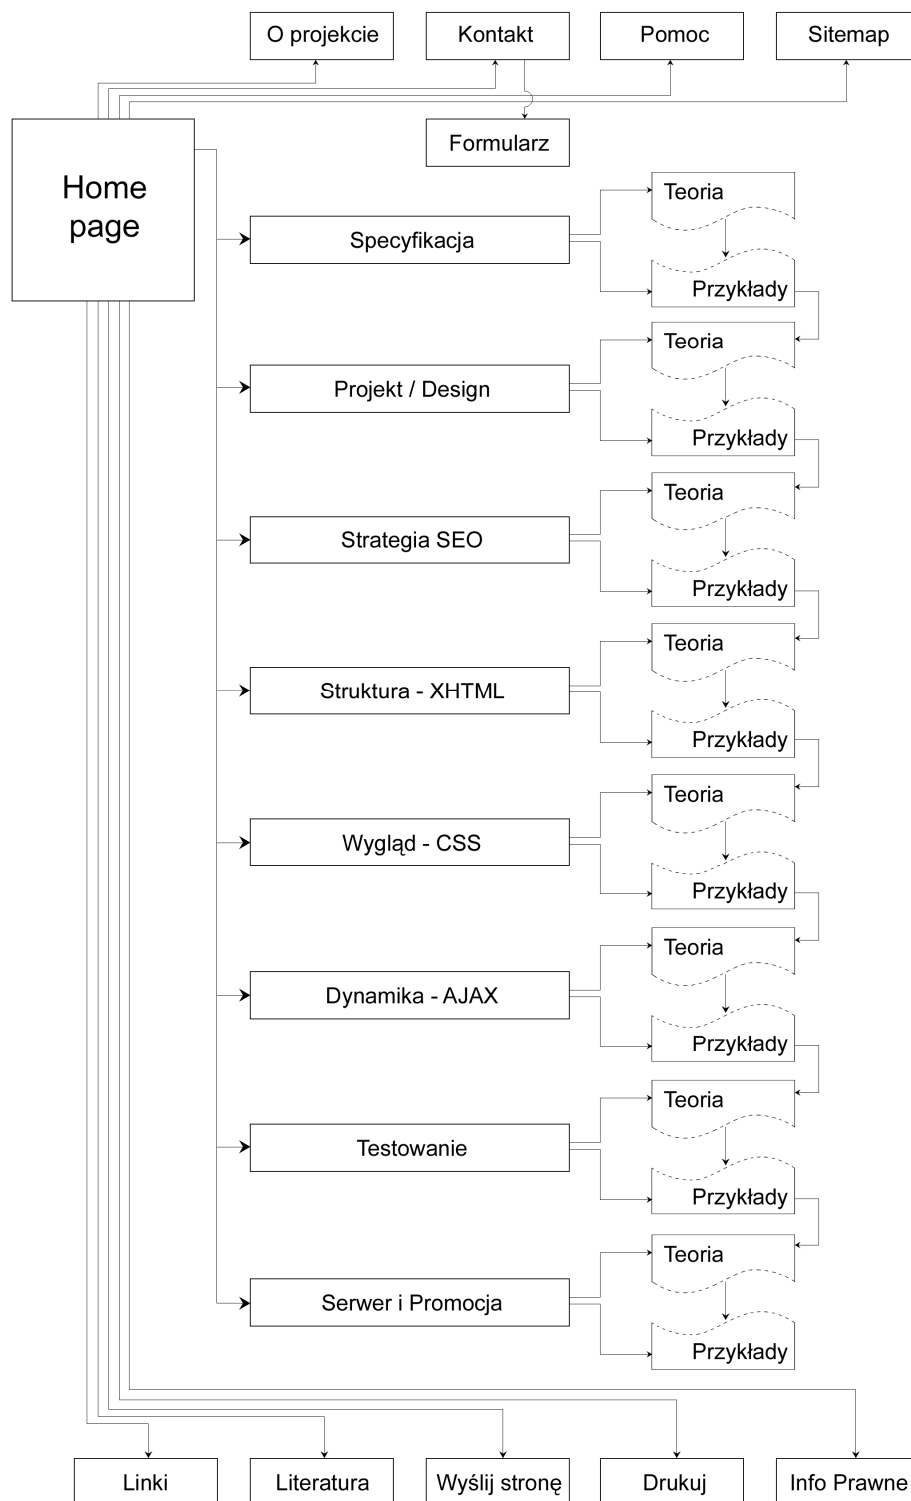 O projekcie
Kontakt
Pomoc
Sitemap
Formularz
Home
page
Teoria
Specyfikacja
Przykłady
Teoria
Projekt / Design
Przykłady
Teoria
Strategia SEO
Przykłady
Teoria
Struktura - XHTML
Przykłady
Teoria
Wygląd - CSS
Przykłady
Teoria
Dynamika - AJAX
Przykłady
Teoria
Testowanie
Przykłady
Teoria
Serwer i Promocja
Przykłady
Linki
Literatura
Wyślij stronę
Drukuj
Info Prawne